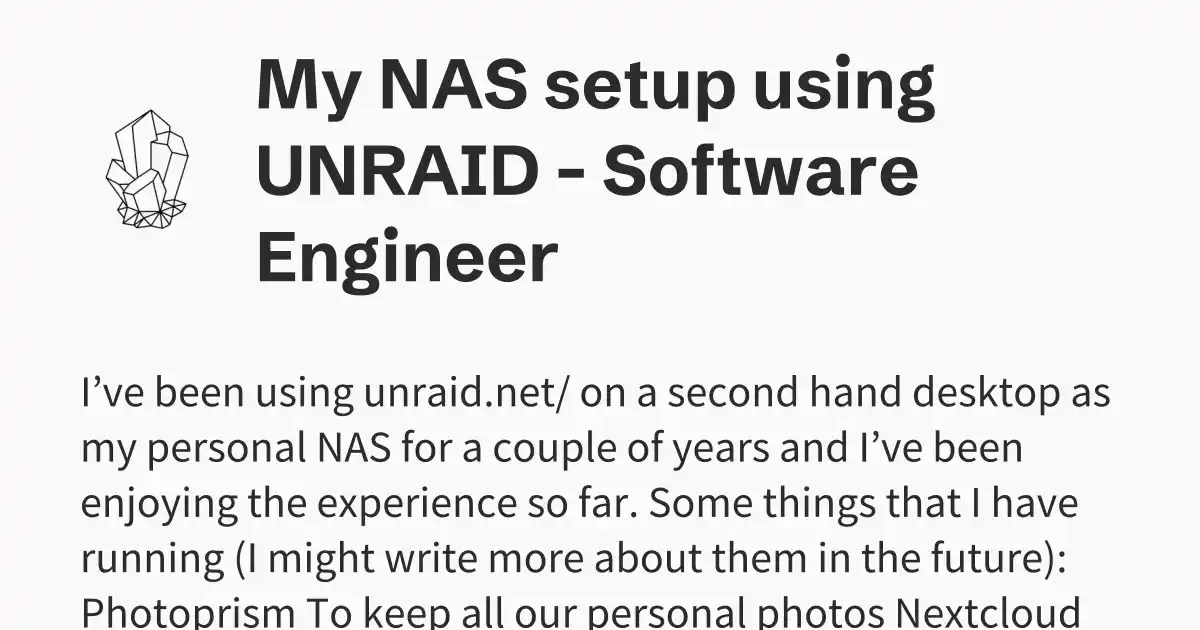 My NAS setup using
UNRAID - Software
Engineer
I’ve been using unraid.net/ on a second hand desktop as
my personal NAS for a couple of years and I’ve been
enjoying the experience so far. Some things that I have
running (I might write more about them in the future):
Photoprism To keep all our personal photos Nextcloud